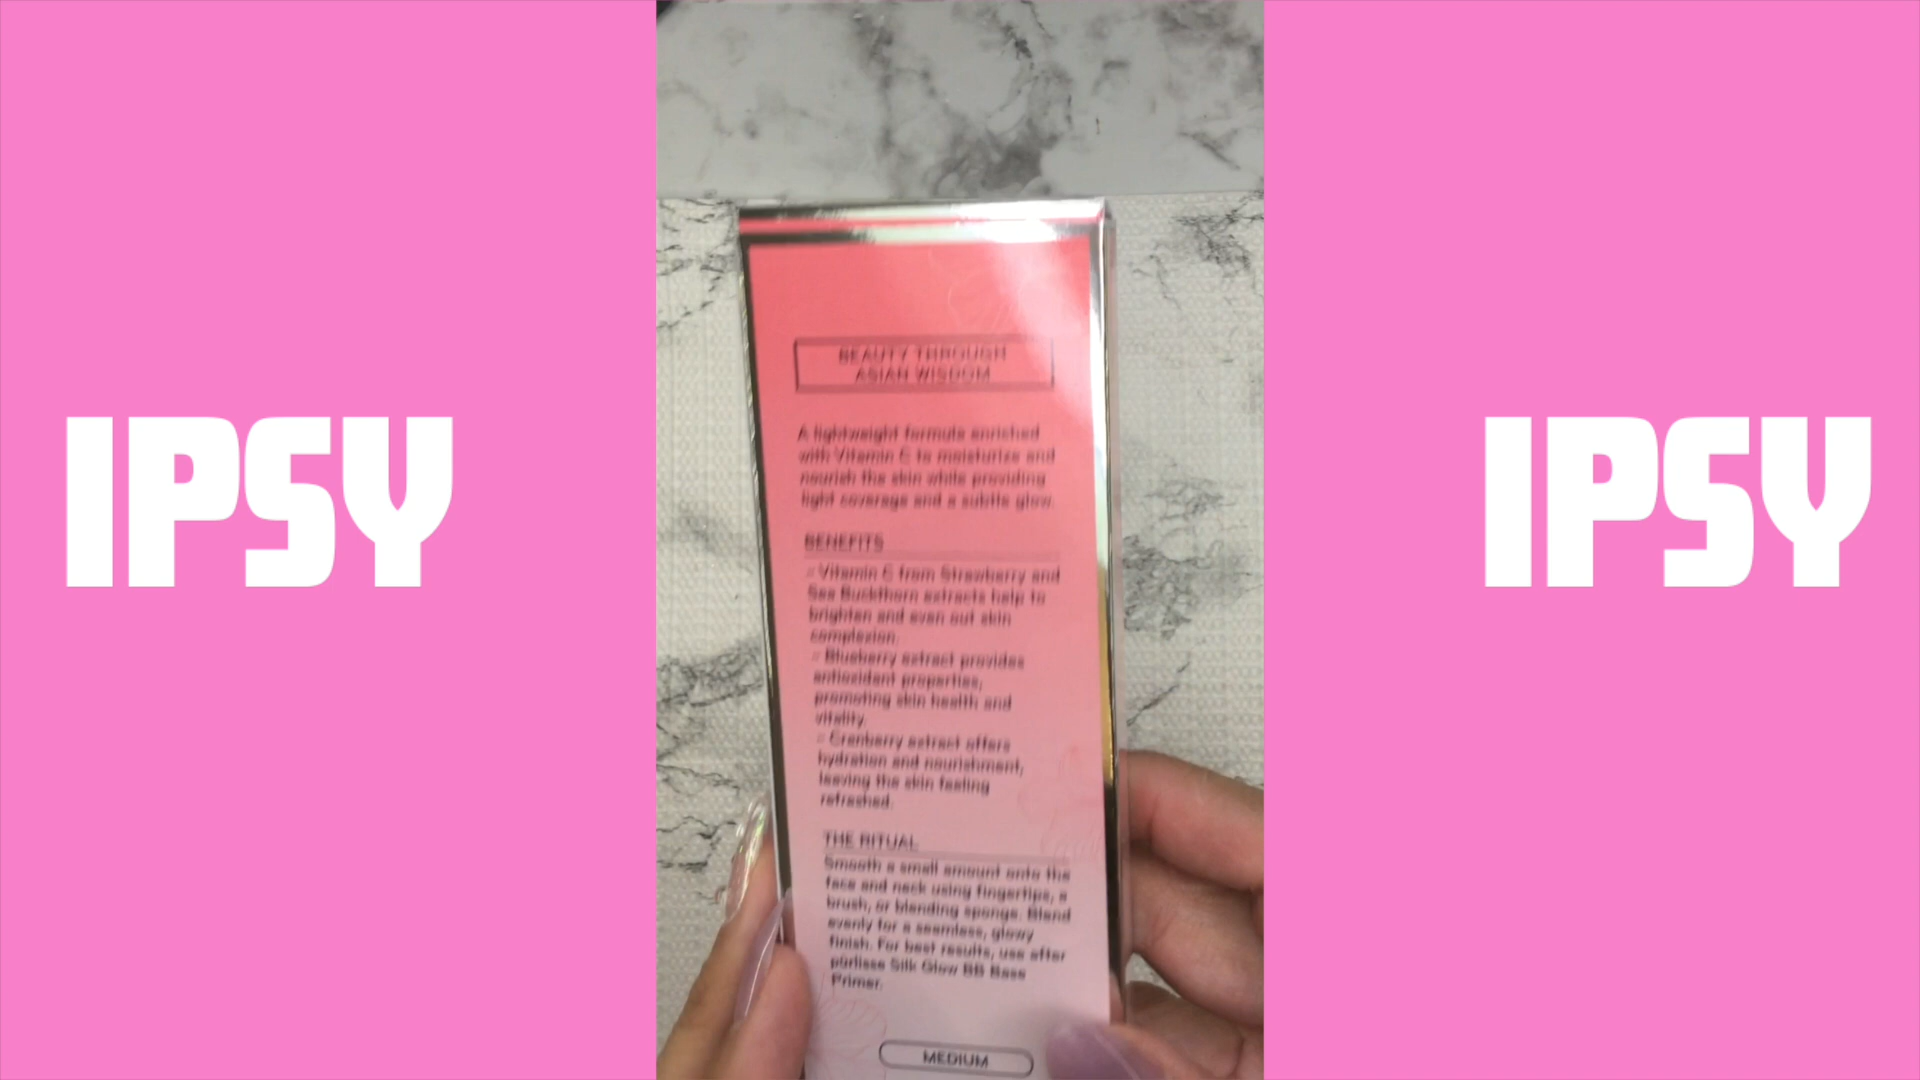 IPSY
BEAUTY THROUGH
ASIAN WISDOM
A lightweight formula enriched
with Vitamin C to moisturize and
nourish the skin while providing
light coverage and a subtle glow.
BENEFITS
- Vitamin C from Strawberry and
Sea Buckthorn extracts help to
brighten and even out skin
complexion.
- Blueberry extract provides
antioxidant properties,
promoting skin health and
vitality.
- Cranberry extract offers
hydration and nourishment,
leaving the skin feeling
refreshed.
THE RITUAL
Smooth a small amount onto the
face and neck using fingertips, a
brush, or blending sponge. Blend
evenly for a seamless, glowy
finish. For best results, use after
pürlisse Silk Glow BB Base
Primer.
MEDIUM
IPSY